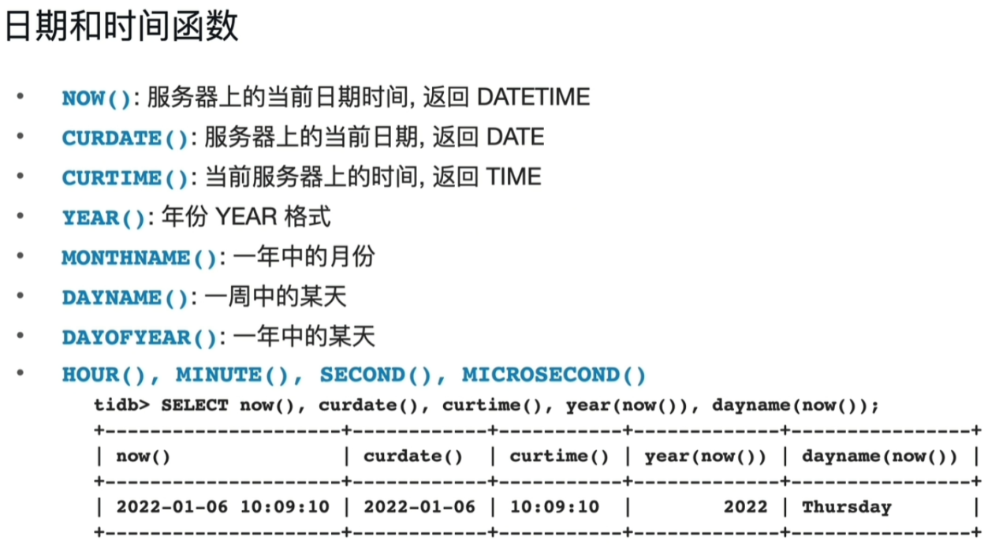 日期和时间函数
• NOW(): 服务器上的当前日期时间, 返回 DATETIME
• CURDATE(): 服务器上的当前日期, 返回 DATE
• CURTIME(): 当前服务器上的时间, 返回 TIME
• YEAR(): 年份 YEAR 格式
• MONTHNAME(): 一年中的月份
• DAYNAME(): 一周中的某天
• DAYOFYEAR(): 一年中的某天
• HOUR(), MINUTE(), SECOND(), MICROSECOND()
tidb> SELECT now(), curdate(), curtime(), year(now()), dayname(now());
+---------------------+------------+-----------+-------------+----------------+
| now()               | curdate()  | curtime() | year(now()) | dayname(now()) |
+---------------------+------------+-----------+-------------+----------------+
| 2022-01-06 10:09:10 | 2022-01-06 | 10:09:10  |        2022 | Thursday       |
+---------------------+------------+-----------+-------------+----------------+